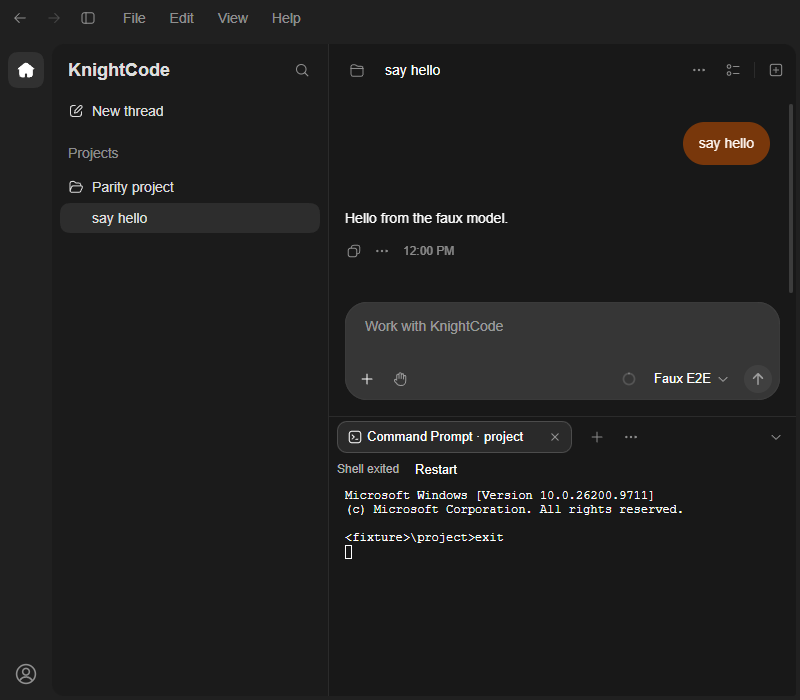 File Edit View Help
KnightCode
New thread
Projects
Parity project
say hello
say hello
say hello
Hello from the faux model.
12:00 PM
Work with KnightCode
Faux E2E
Command Prompt · project
Shell exited Restart
Microsoft Windows [Version 10.0.26200.9711]
(c) Microsoft Corporation. All rights reserved.
<fixture>\project>exit